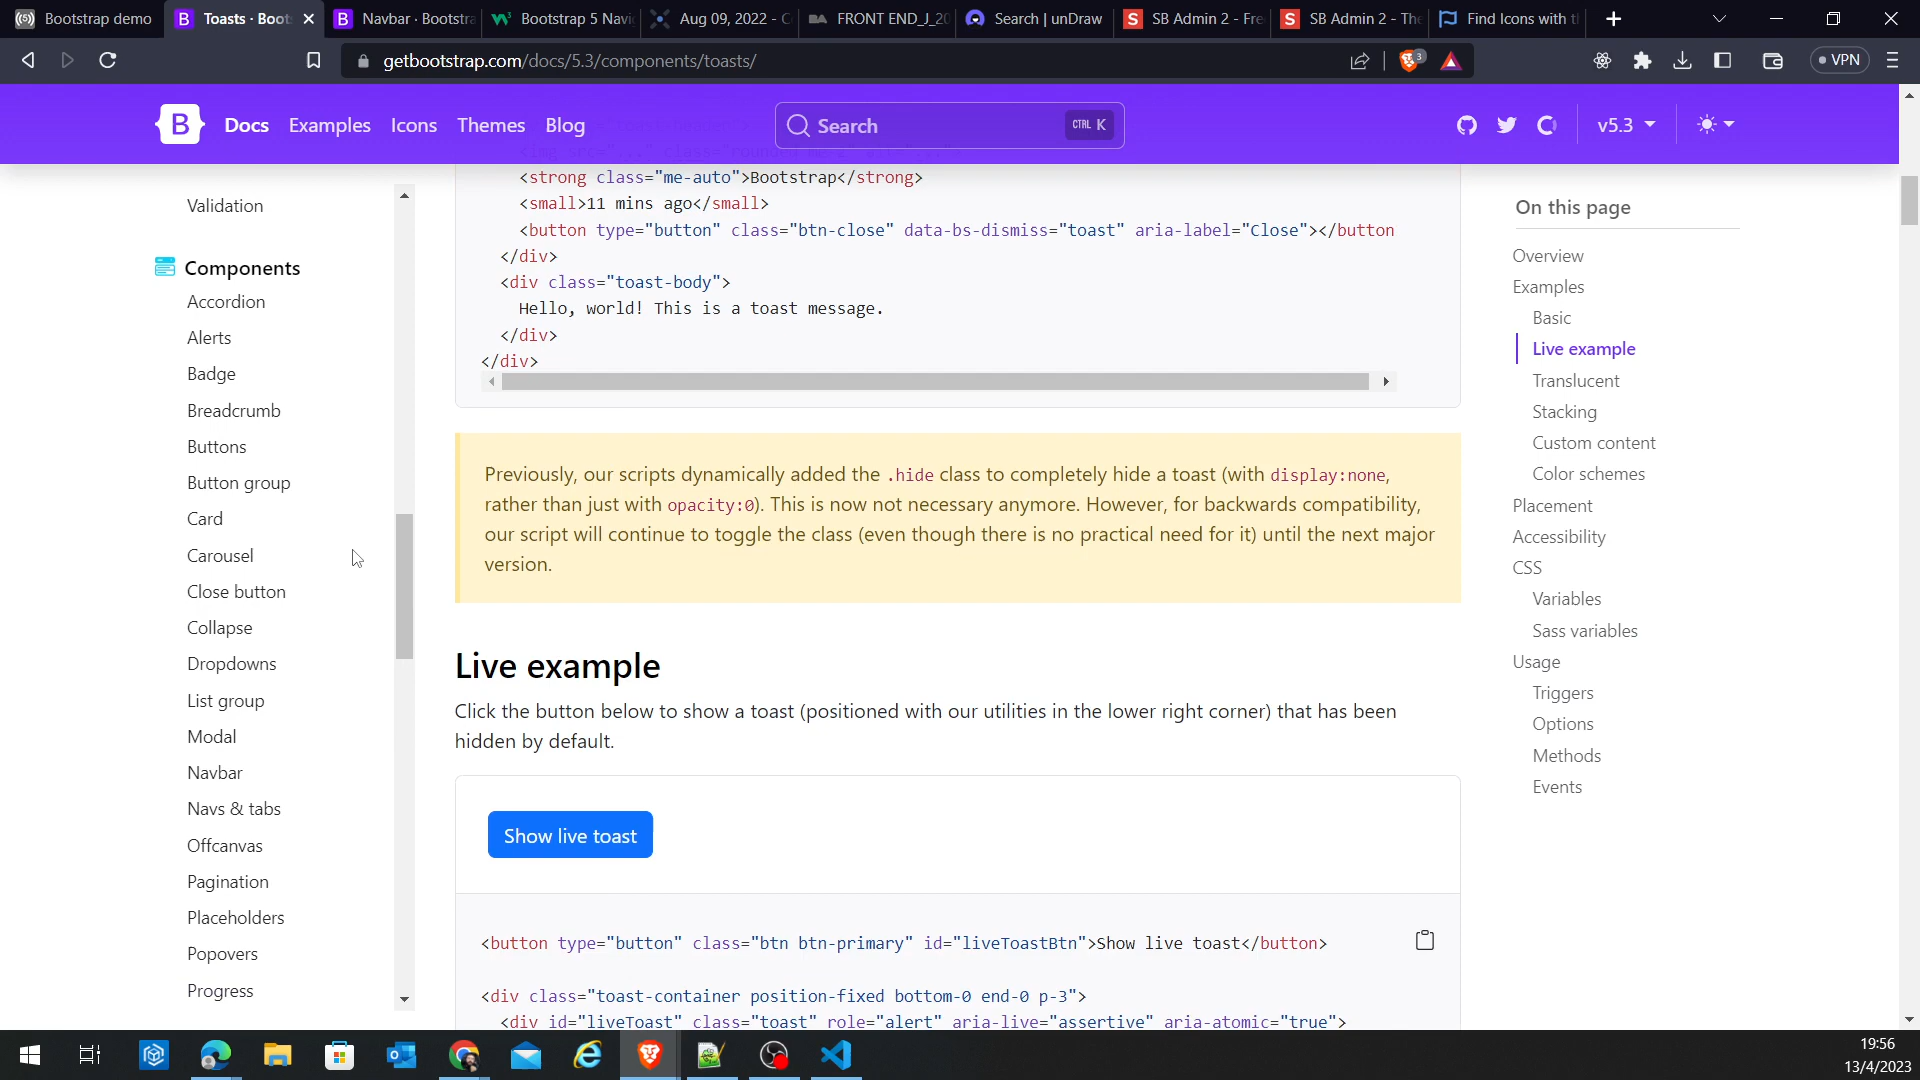 Bootstrap demo
Toasts · Boot
Navbar · Bootstra
Bootstrap 5 Navi
Aug 09, 2022 - C
FRONT END_J_20
Search | unDraw
SB Admin 2 - Fre
SB Admin 2 - The
Find Icons with t
getbootstrap.com/docs/5.3/components/toasts/
3
VPN
B
Docs
Examples
Icons
Themes
Blog
Search
CTRL K
v5.3
Validation
Components
Accordion
Alerts
Badge
Breadcrumb
Buttons
Button group
Card
Carousel
Close button
Collapse
Dropdowns
List group
Modal
Navbar
Navs & tabs
Offcanvas
Pagination
Placeholders
Popovers
Progress
<strong class="me-auto">Bootstrap</strong>
<small>11 mins ago</small>
<button type="button" class="btn-close" data-bs-dismiss="toast" aria-label="Close"></button
</div>
<div class="toast-body">
Hello, world! This is a toast message.
</div>
</div>
Previously, our scripts dynamically added the .hide class to completely hide a toast (with display:none,
rather than just with opacity:0). This is now not necessary anymore. However, for backwards compatibility,
our script will continue to toggle the class (even though there is no practical need for it) until the next major
version.
Live example
Click the button below to show a toast (positioned with our utilities in the lower right corner) that has been
hidden by default.
Show live toast
<button type="button" class="btn btn-primary" id="liveToastBtn">Show live toast</button>
<div class="toast-container position-fixed bottom-0 end-0 p-3">
<div id="liveToast" class="toast" role="alert" aria-live="assertive" aria-atomic="true">
On this page
Overview
Examples
Basic
Live example
Translucent
Stacking
Custom content
Color schemes
Placement
Accessibility
CSS
Variables
Sass variables
Usage
Triggers
Options
Methods
Events
19:56
13/4/2023